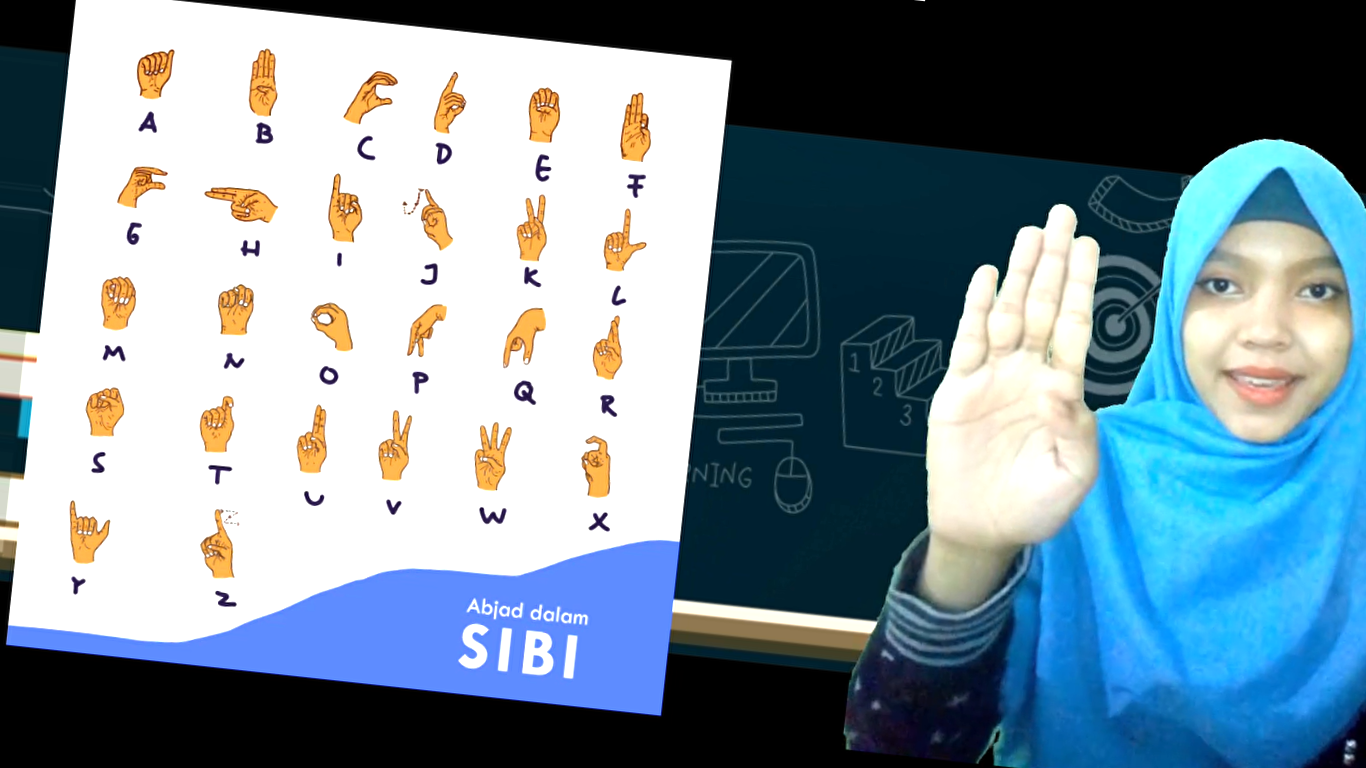 A B C D E F
G H I J K L
M N O P Q R
S T U V W X
Y Z
Abjad dalam
SIBI
1
2
3
NING